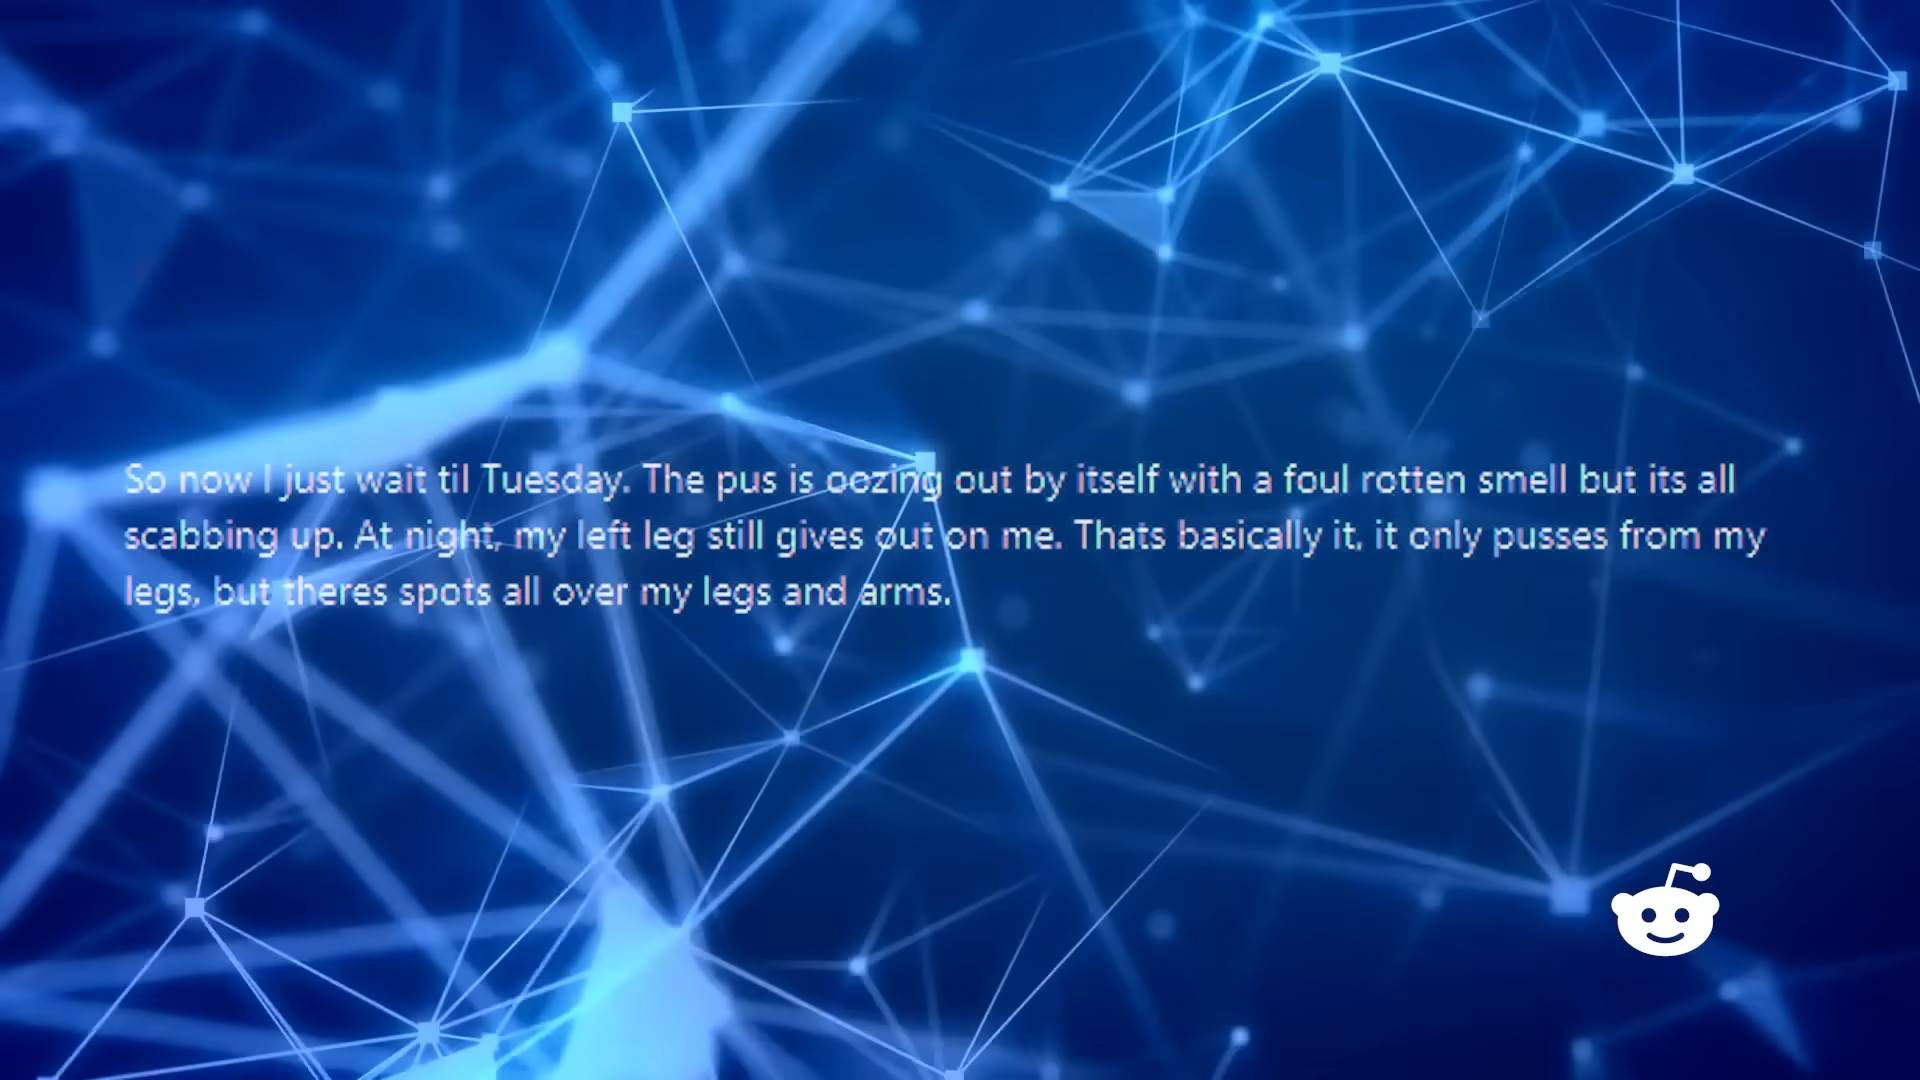 So now I just wait til Tuesday. The pus is oozing out by itself with a foul rotten smell but its all
scabbing up. At night, my left leg still gives out on me. Thats basically it, it only pusses from my
legs, but theres spots all over my legs and arms.